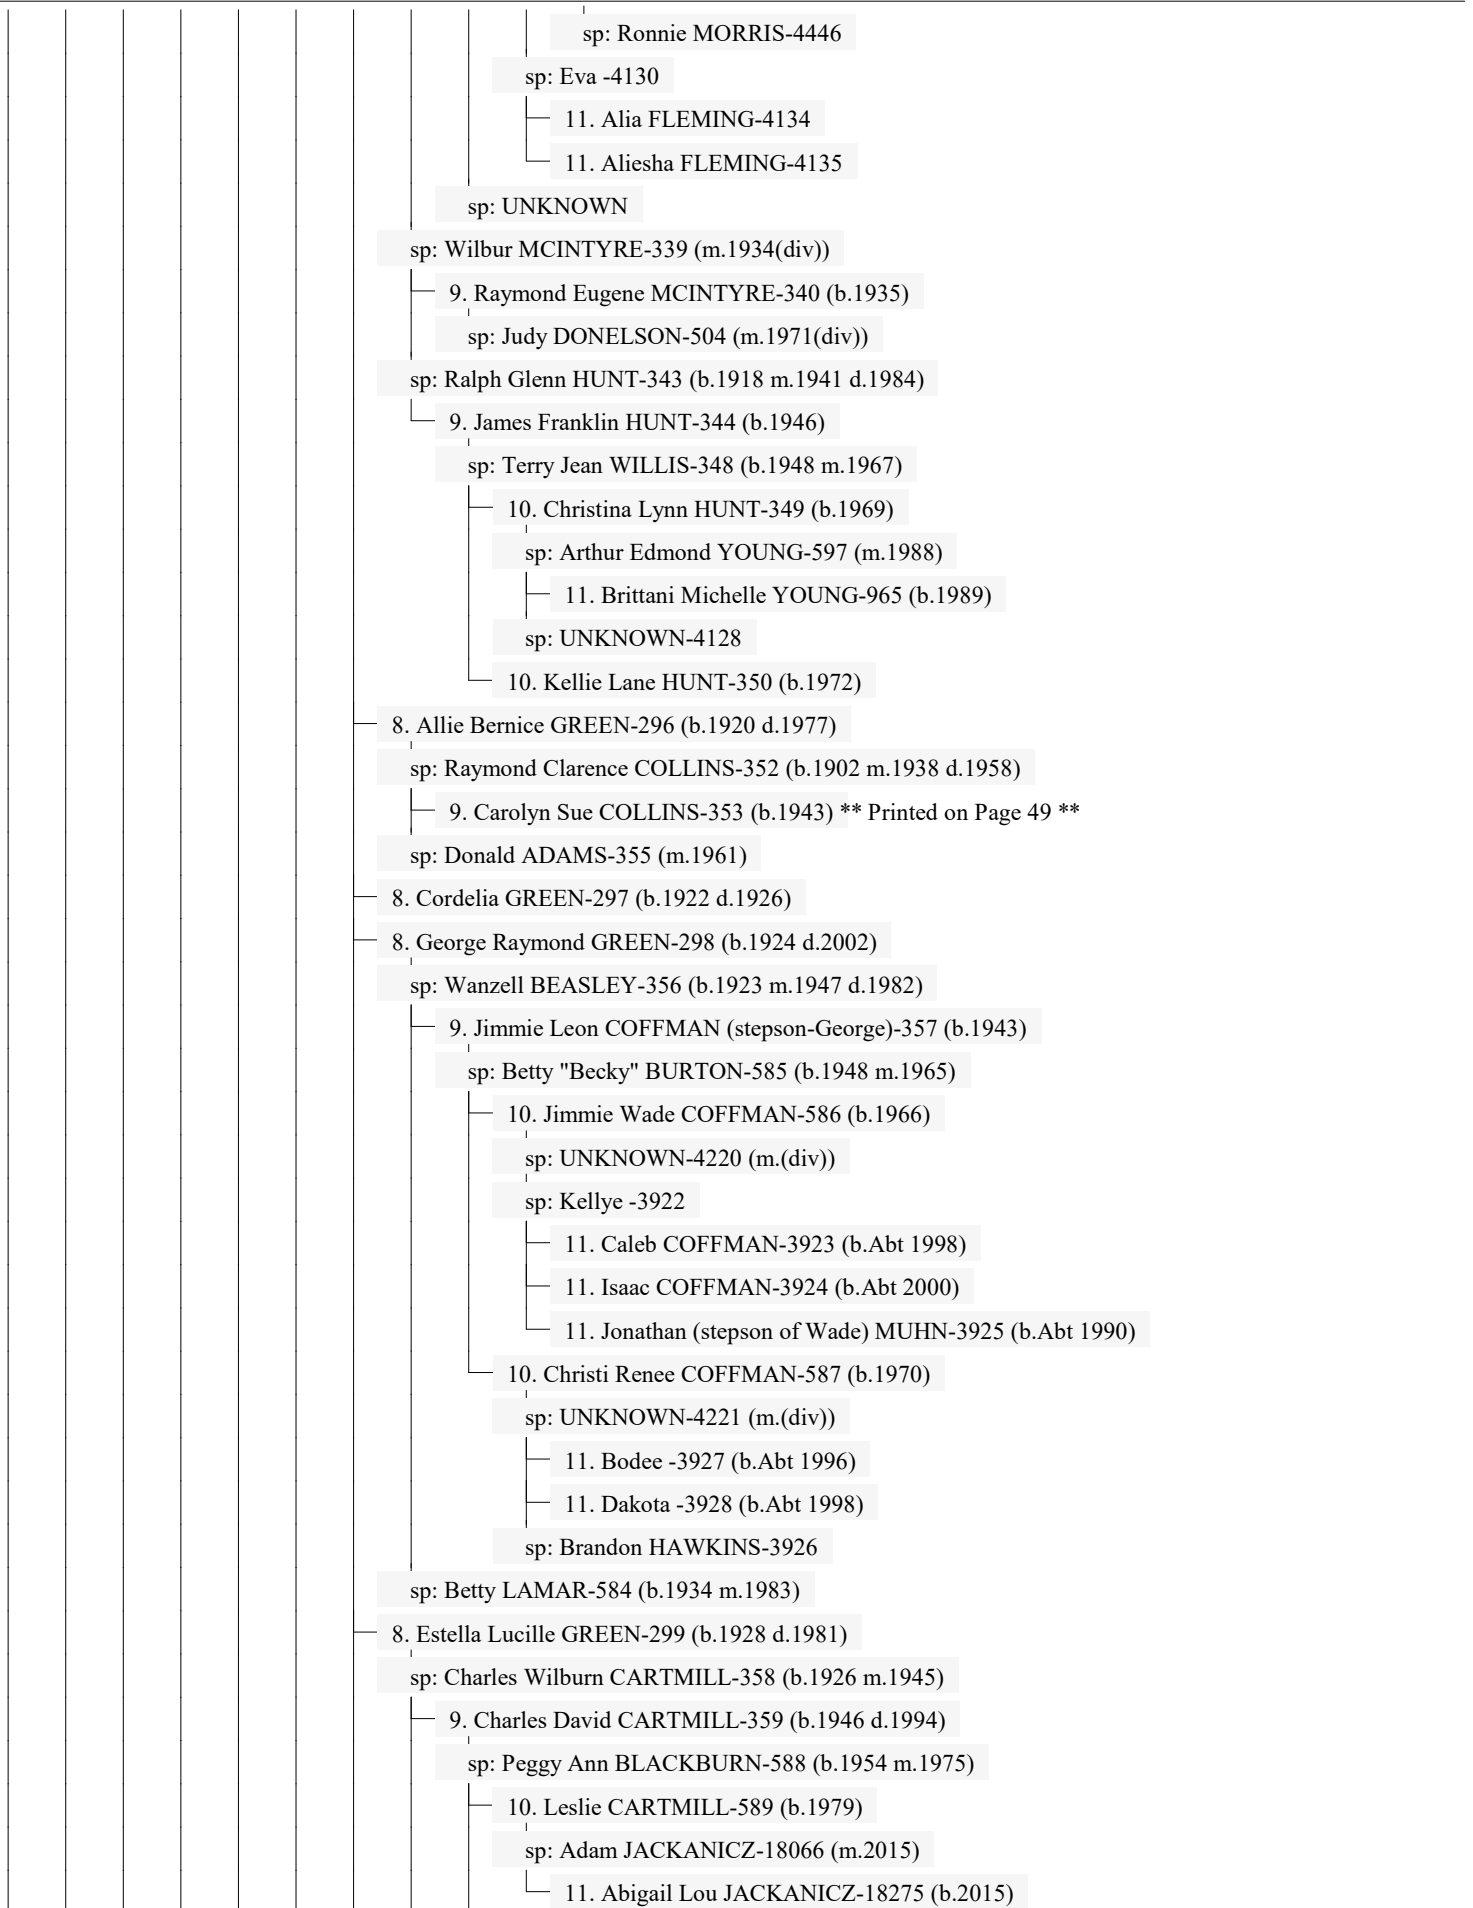 sp: Ronnie MORRIS-4446
sp: Eva -4130
11. Alia FLEMING-4134
11. Aliesha FLEMING-4135
sp: UNKNOWN
sp: Wilbur MCINTYRE-339 (m.1934(div))
9. Raymond Eugene MCINTYRE-340 (b.1935)
sp: Judy DONELSON-504 (m.1971(div))
sp: Ralph Glenn HUNT-343 (b.1918 m.1941 d.1984)
9. James Franklin HUNT-344 (b.1946)
sp: Terry Jean WILLIS-348 (b.1948 m.1967)
10. Christina Lynn HUNT-349 (b.1969)
sp: Arthur Edmond YOUNG-597 (m.1988)
11. Brittani Michelle YOUNG-965 (b.1989)
sp: UNKNOWN-4128
10. Kellie Lane HUNT-350 (b.1972)
8. Allie Bernice GREEN-296 (b.1920 d.1977)
sp: Raymond Clarence COLLINS-352 (b.1902 m.1938 d.1958)
9. Carolyn Sue COLLINS-353 (b.1943) ** Printed on Page 49 **
sp: Donald ADAMS-355 (m.1961)
8. Cordelia GREEN-297 (b.1922 d.1926)
8. George Raymond GREEN-298 (b.1924 d.2002)
sp: Wanzell BEASLEY-356 (b.1923 m.1947 d.1982)
9. Jimmie Leon COFFMAN (stepson-George)-357 (b.1943)
sp: Betty "Becky" BURTON-585 (b.1948 m.1965)
10. Jimmie Wade COFFMAN-586 (b.1966)
sp: UNKNOWN-4220 (m.(div))
sp: Kellye -3922
11. Caleb COFFMAN-3923 (b.Abt 1998)
11. Isaac COFFMAN-3924 (b.Abt 2000)
11. Jonathan (stepson of Wade) MUHN-3925 (b.Abt 1990)
10. Christi Renee COFFMAN-587 (b.1970)
sp: UNKNOWN-4221 (m.(div))
11. Bodee -3927 (b.Abt 1996)
11. Dakota -3928 (b.Abt 1998)
sp: Brandon HAWKINS-3926
sp: Betty LAMAR-584 (b.1934 m.1983)
8. Estella Lucille GREEN-299 (b.1928 d.1981)
sp: Charles Wilburn CARTMILL-358 (b.1926 m.1945)
9. Charles David CARTMILL-359 (b.1946 d.1994)
sp: Peggy Ann BLACKBURN-588 (b.1954 m.1975)
10. Leslie CARTMILL-589 (b.1979)
sp: Adam JACKANICZ-18066 (m.2015)
11. Abigail Lou JACKANICZ-18275 (b.2015)